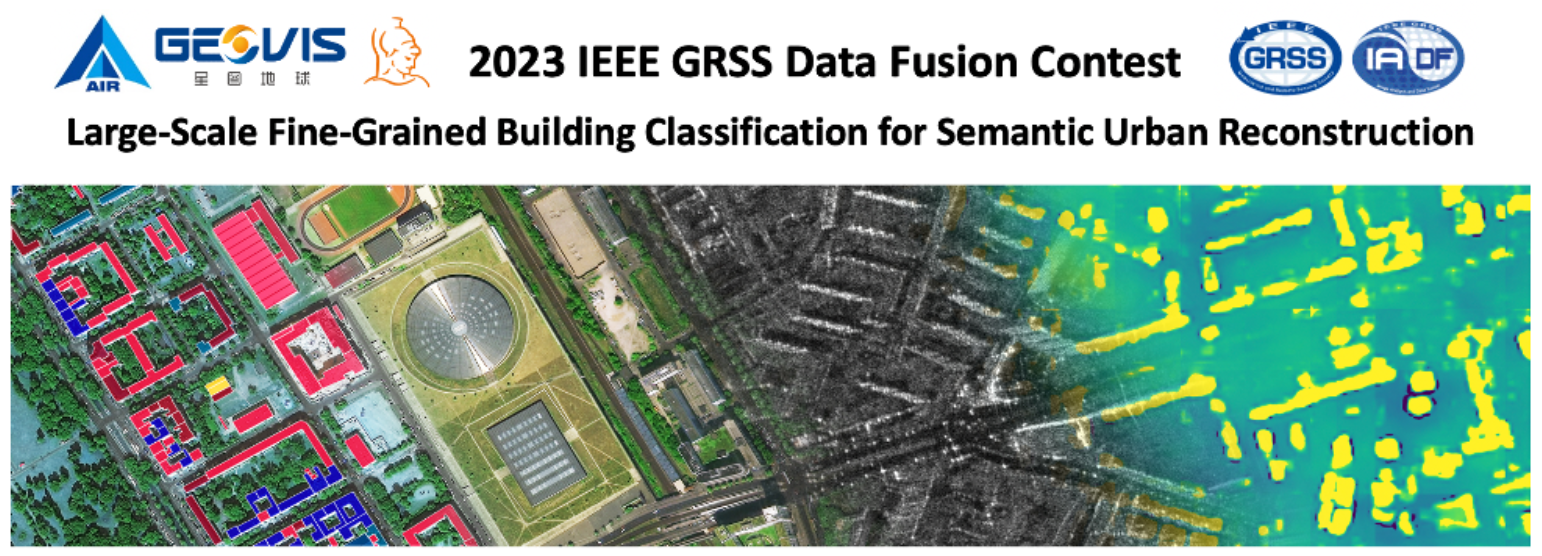 GEOVIS
星图地球
AIR
2023 IEEE GRSS Data Fusion Contest
IEEE
GRSS
IADF
Large-Scale Fine-Grained Building Classification for Semantic Urban Reconstruction